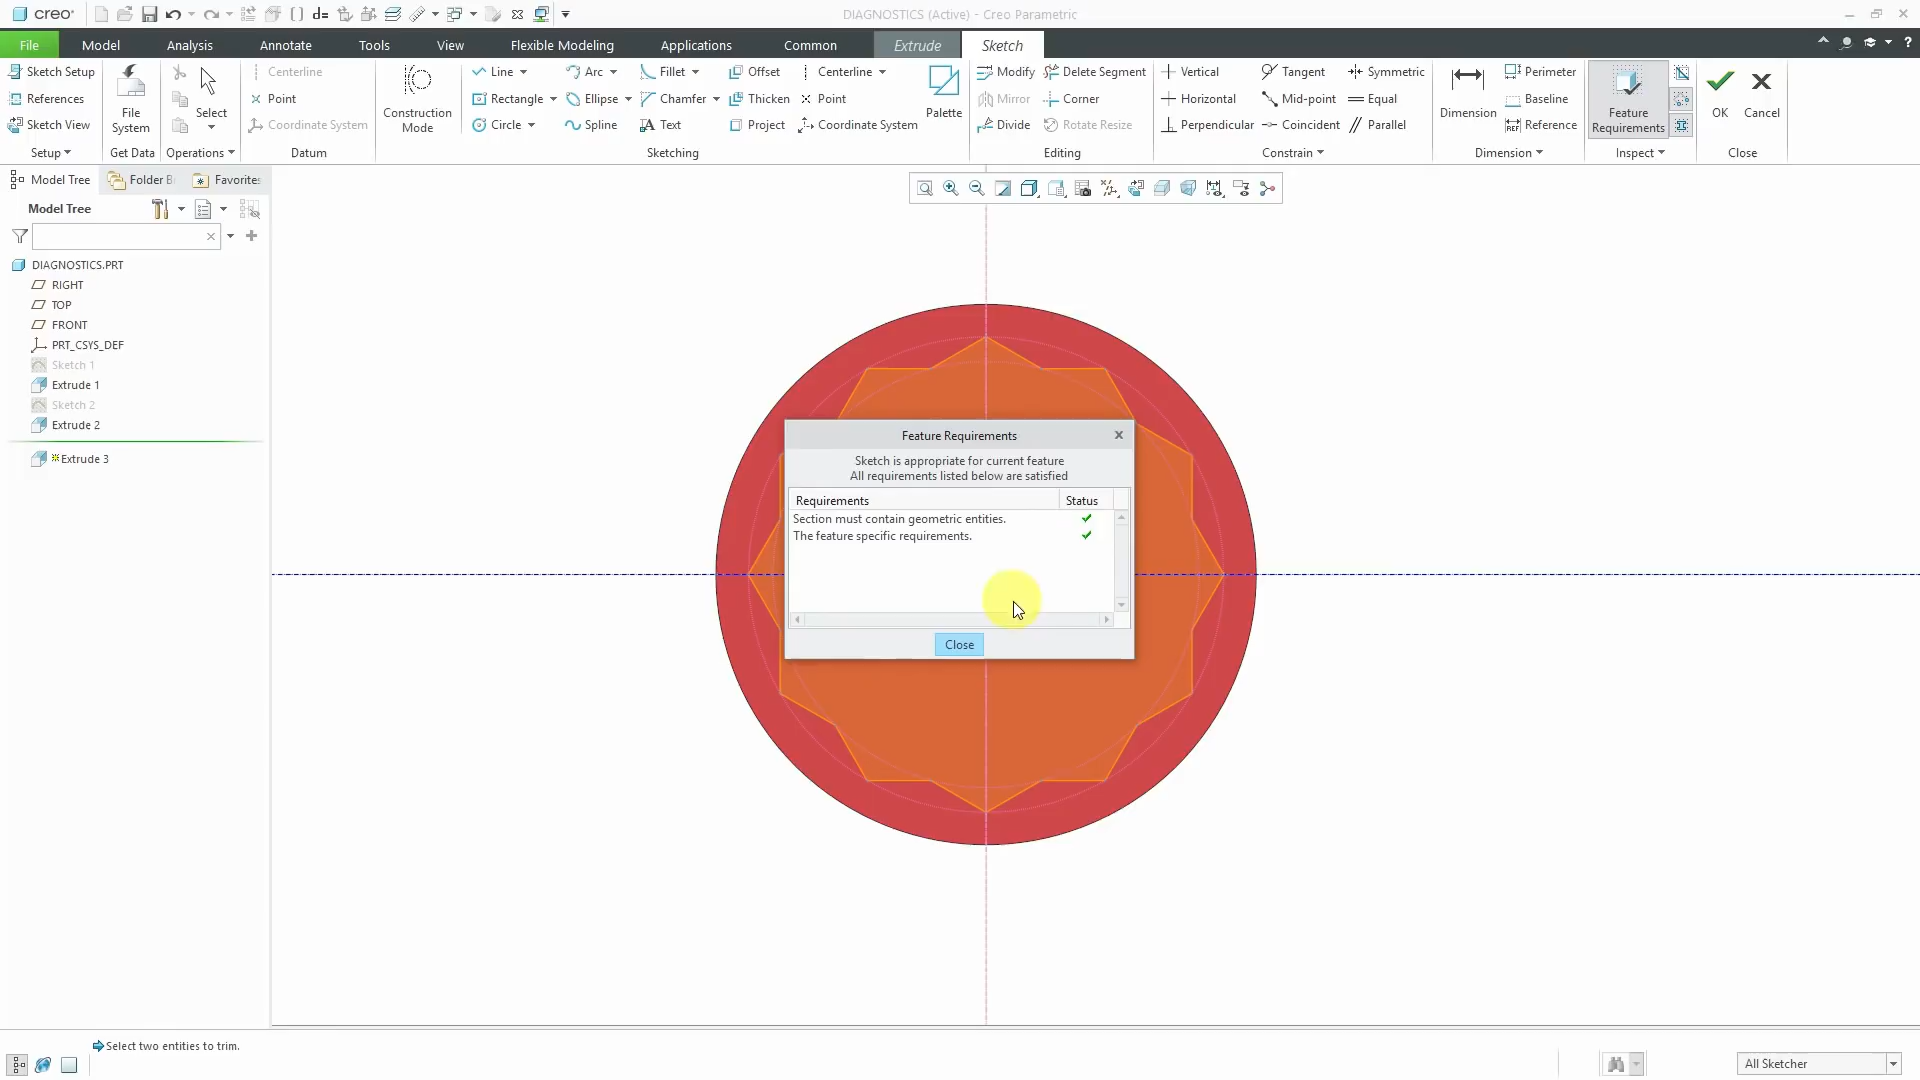 creo DIAGNOSTICS (Active) - Creo Parametric
File Model Analysis Annotate Tools View Flexible Modeling Applications Common Extrude Sketch
Sketch Setup
References
Sketch View
Setup
File System
Get Data
Select
Operations
Centerline
Point
Coordinate System
Datum
Construction Mode
Line Arc Fillet Offset Centerline
Rectangle Ellipse Chamfer Thicken Point
Circle Spline Text Project Coordinate System
Palette
Sketching
Modify Delete Segment
Mirror Corner
Divide Rotate Resize
Editing
Vertical Tangent Symmetric
Horizontal Mid-point Equal
Perpendicular Coincident Parallel
Constrain
Dimension
Perimeter
Baseline
Reference
Dimension
Feature Requirements
Inspect
OK Cancel
Close
Model Tree Folder B Favorites
Model Tree
DIAGNOSTICS.PRT
RIGHT
TOP
FRONT
PRT_CSYS_DEF
Sketch 1
Extrude 1
Sketch 2
Extrude 2
Extrude 3
Feature Requirements
Sketch is appropriate for current feature
All requirements listed below are satisfied
Requirements Status
Section must contain geometric entities.
The feature specific requirements.
Close
Select two entities to trim.
All Sketcher